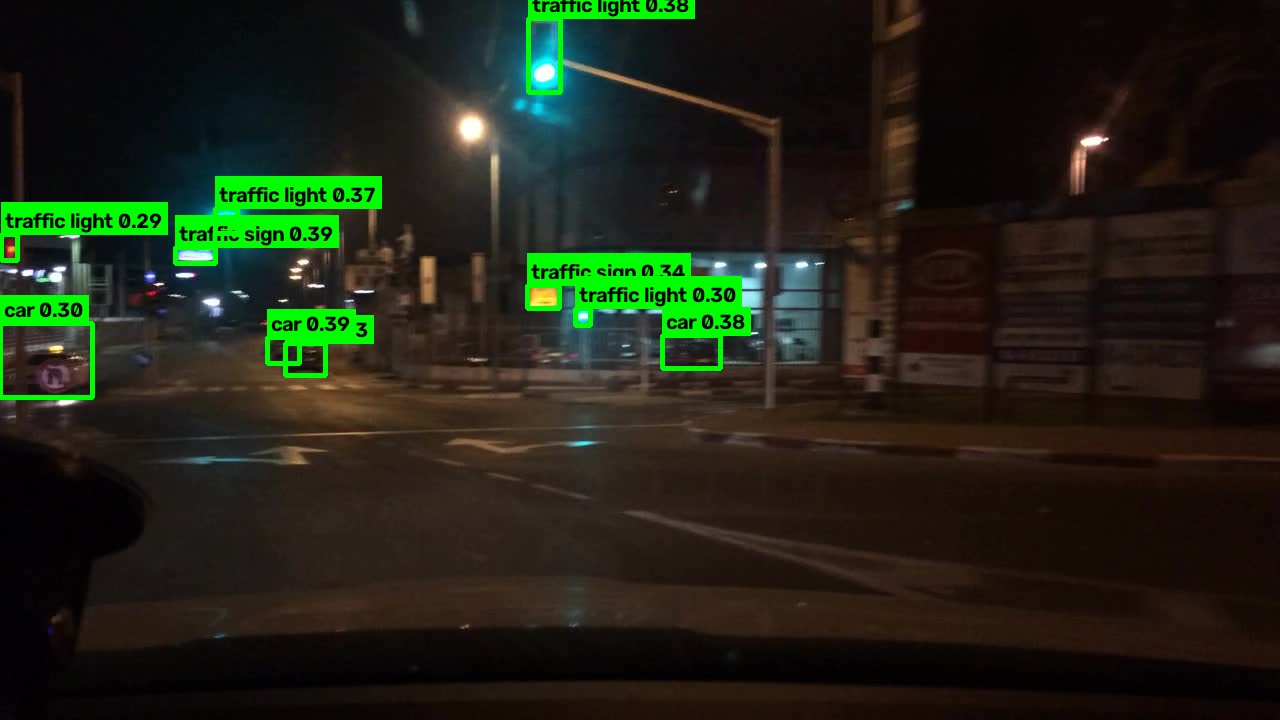 traffic light 0.38
traffic light 0.37
traffic light 0.29
traffic sign 0.39
traffic sign 0.34
traffic light 0.30
car 0.30
car 0.39
3
car 0.38